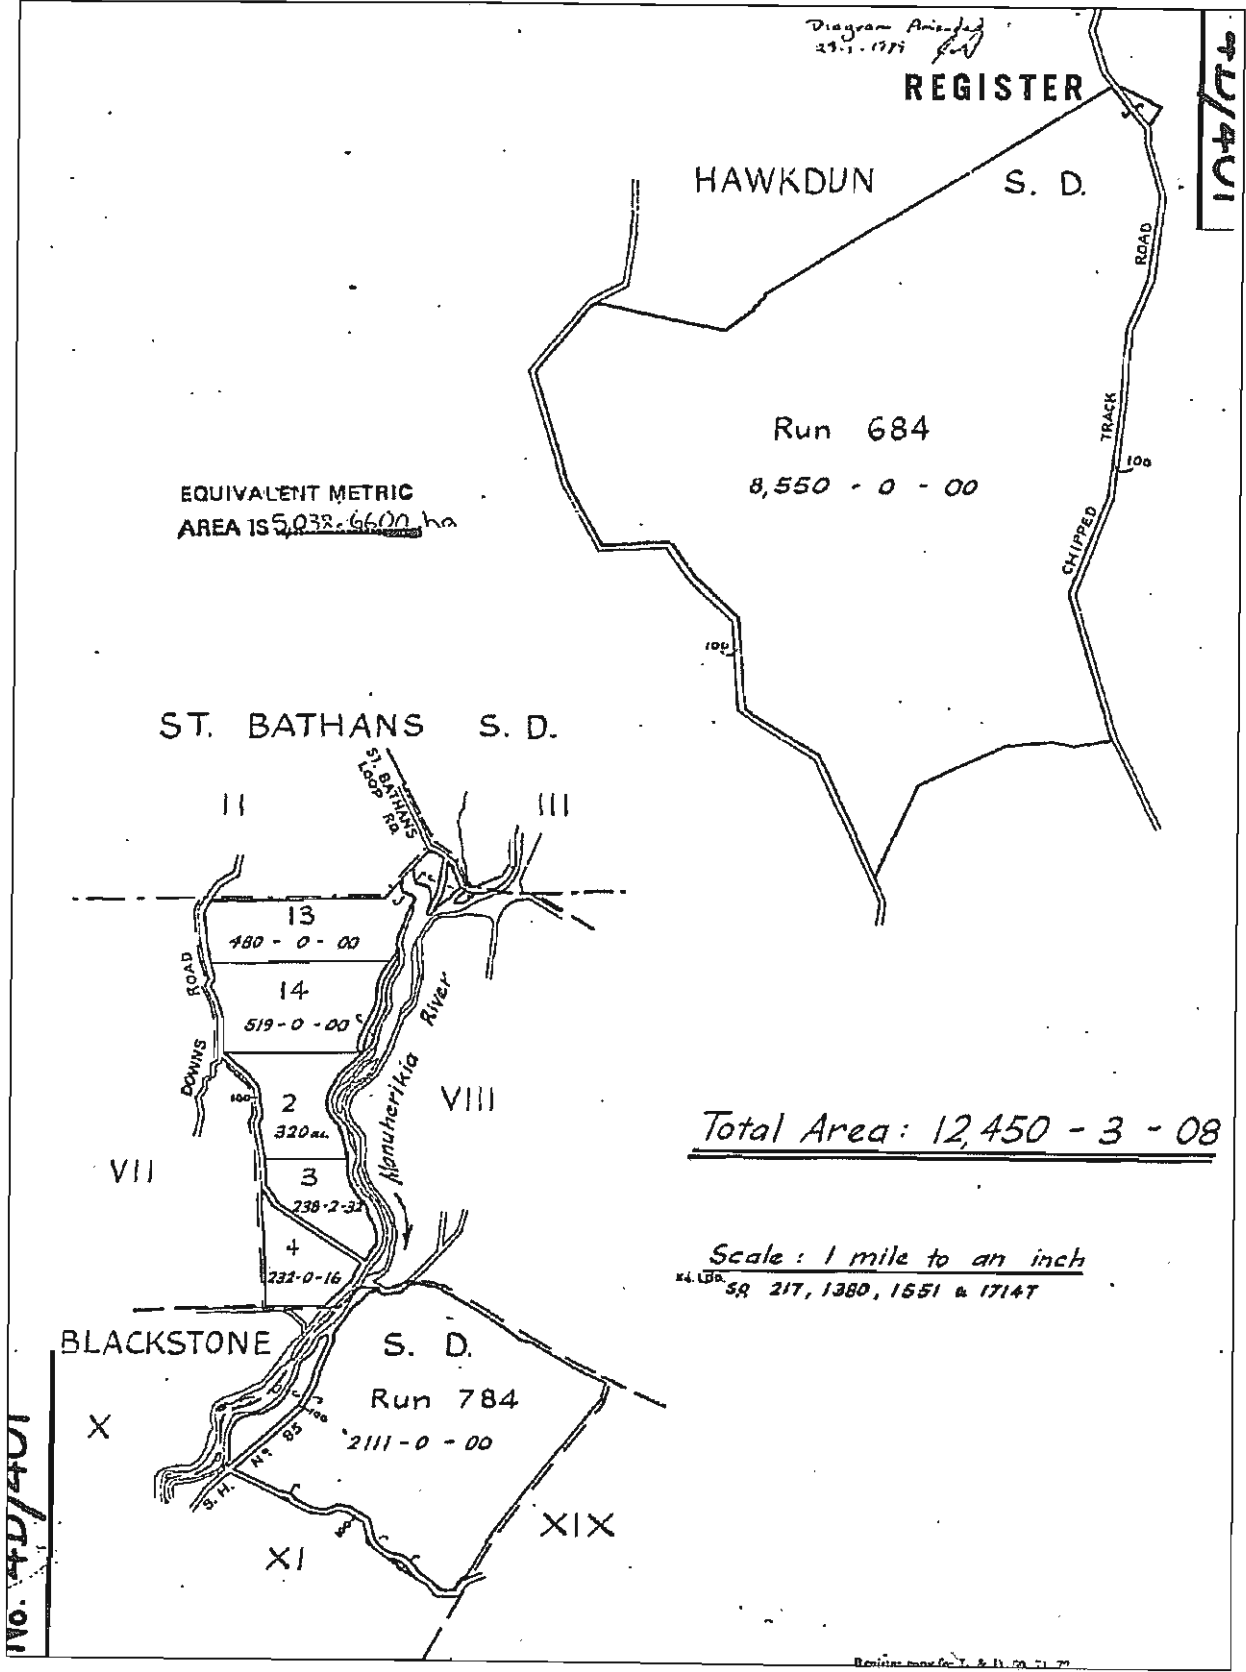 Diagram Amended
REGISTER
4D/401
HAWKDUN S. D.
ROAD
TRACK
CHIPPED
100
Run 684
8,550 - 0 - 00
100
EQUIVALENT METRIC
AREA IS 5,038.6600 ha
ST. BATHANS S. D.
ST. BATHANS
LOOP RD.
II
III
13
480 - 0 - 00
14
519 - 0 - 00
ROAD
DOWNS
100
2
320 ac.
3
238-2-32
4
232-0-16
Manuherikia River
VII
VIII
Total Area: 12,450 - 3 - 08
Scale : 1 mile to an inch
SO 217, 1380, 1551 & 17147
BLACKSTONE S. D.
Run 784
2111 - 0 - 00
X
100
S. H. No 85
100
XI
XIX
No. 4D/401